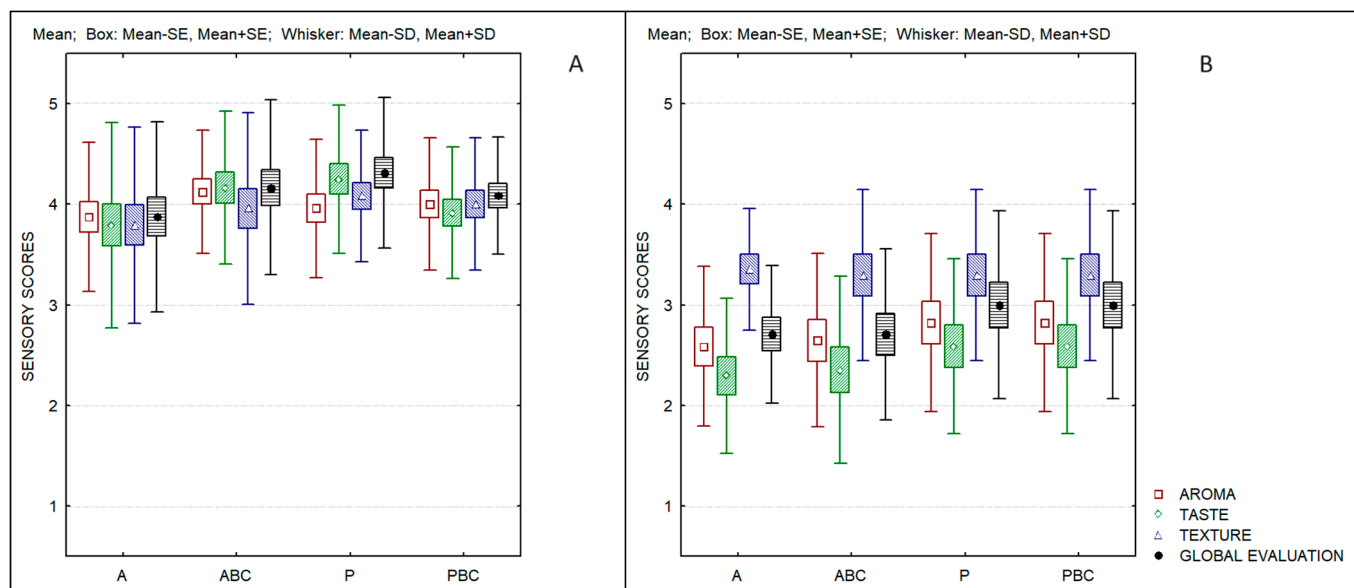 Mean; Box: Mean-SE, Mean+SE; Whisker: Mean-SD, Mean+SD
A
SENSORY SCORES
5
4
3
2
1
A ABC P PBC
Mean; Box: Mean-SE, Mean+SE; Whisker: Mean-SD, Mean+SD
B
SENSORY SCORES
5
4
3
2
1
A ABC P PBC
AROMA
TASTE
TEXTURE
GLOBAL EVALUATION